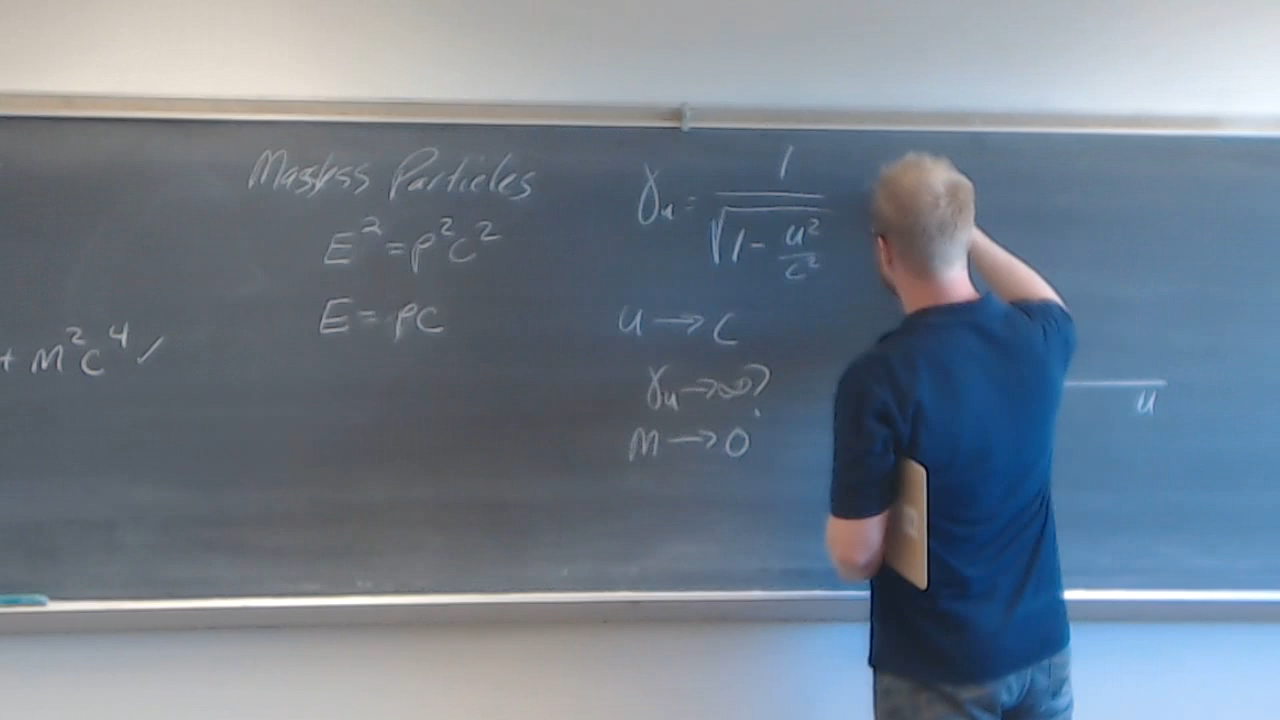 + m²c⁴ ✓
Massless Particles
E² = p²c²
E = pc
γᵤ = 1 / √(1 - u²/c²)
u → c
γᵤ → ∞?
m → 0
u